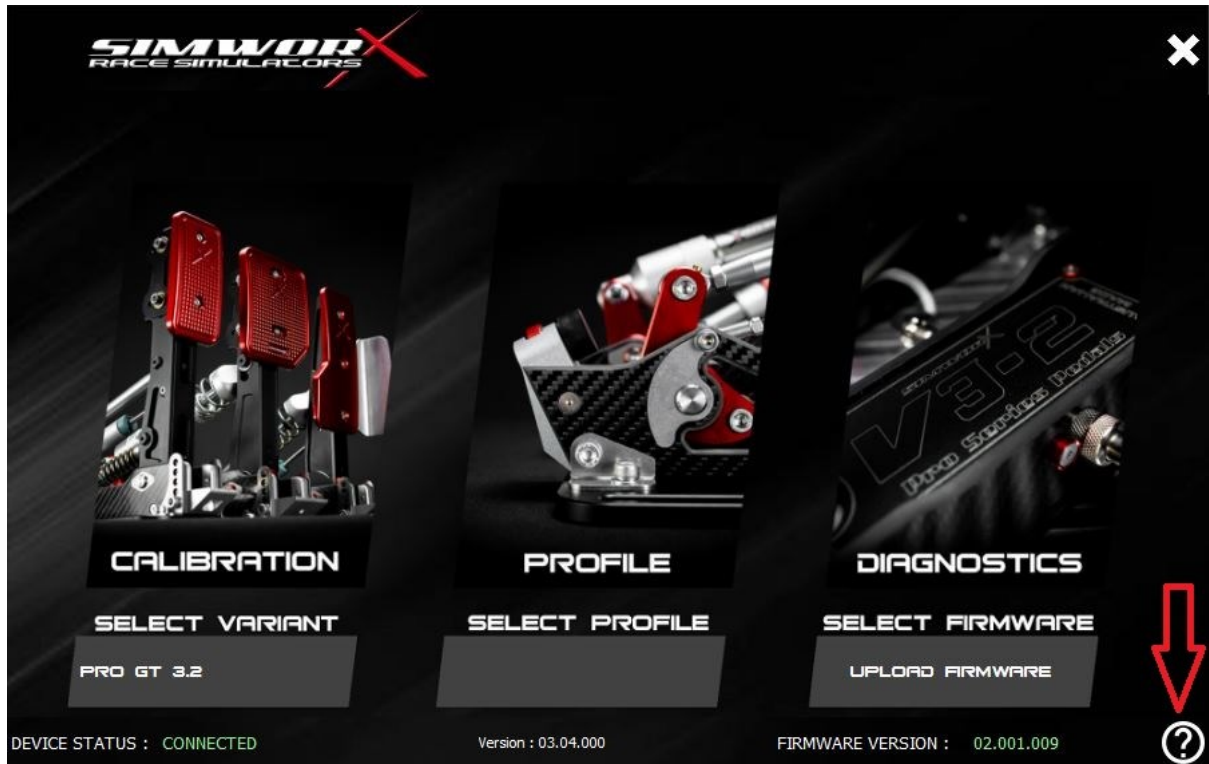 SIMWORX
RACE SIMULATORS
SIMWORX
V3-2
Pro Series Pedals
CALIBRATION
PROFILE
DIAGNOSTICS
SELECT VARIANT
SELECT PROFILE
SELECT FIRMWARE
PRO GT 3.2
UPLOAD FIRMWARE
DEVICE STATUS : CONNECTED
Version : 03.04.000
FIRMWARE VERSION : 02.001.009
?